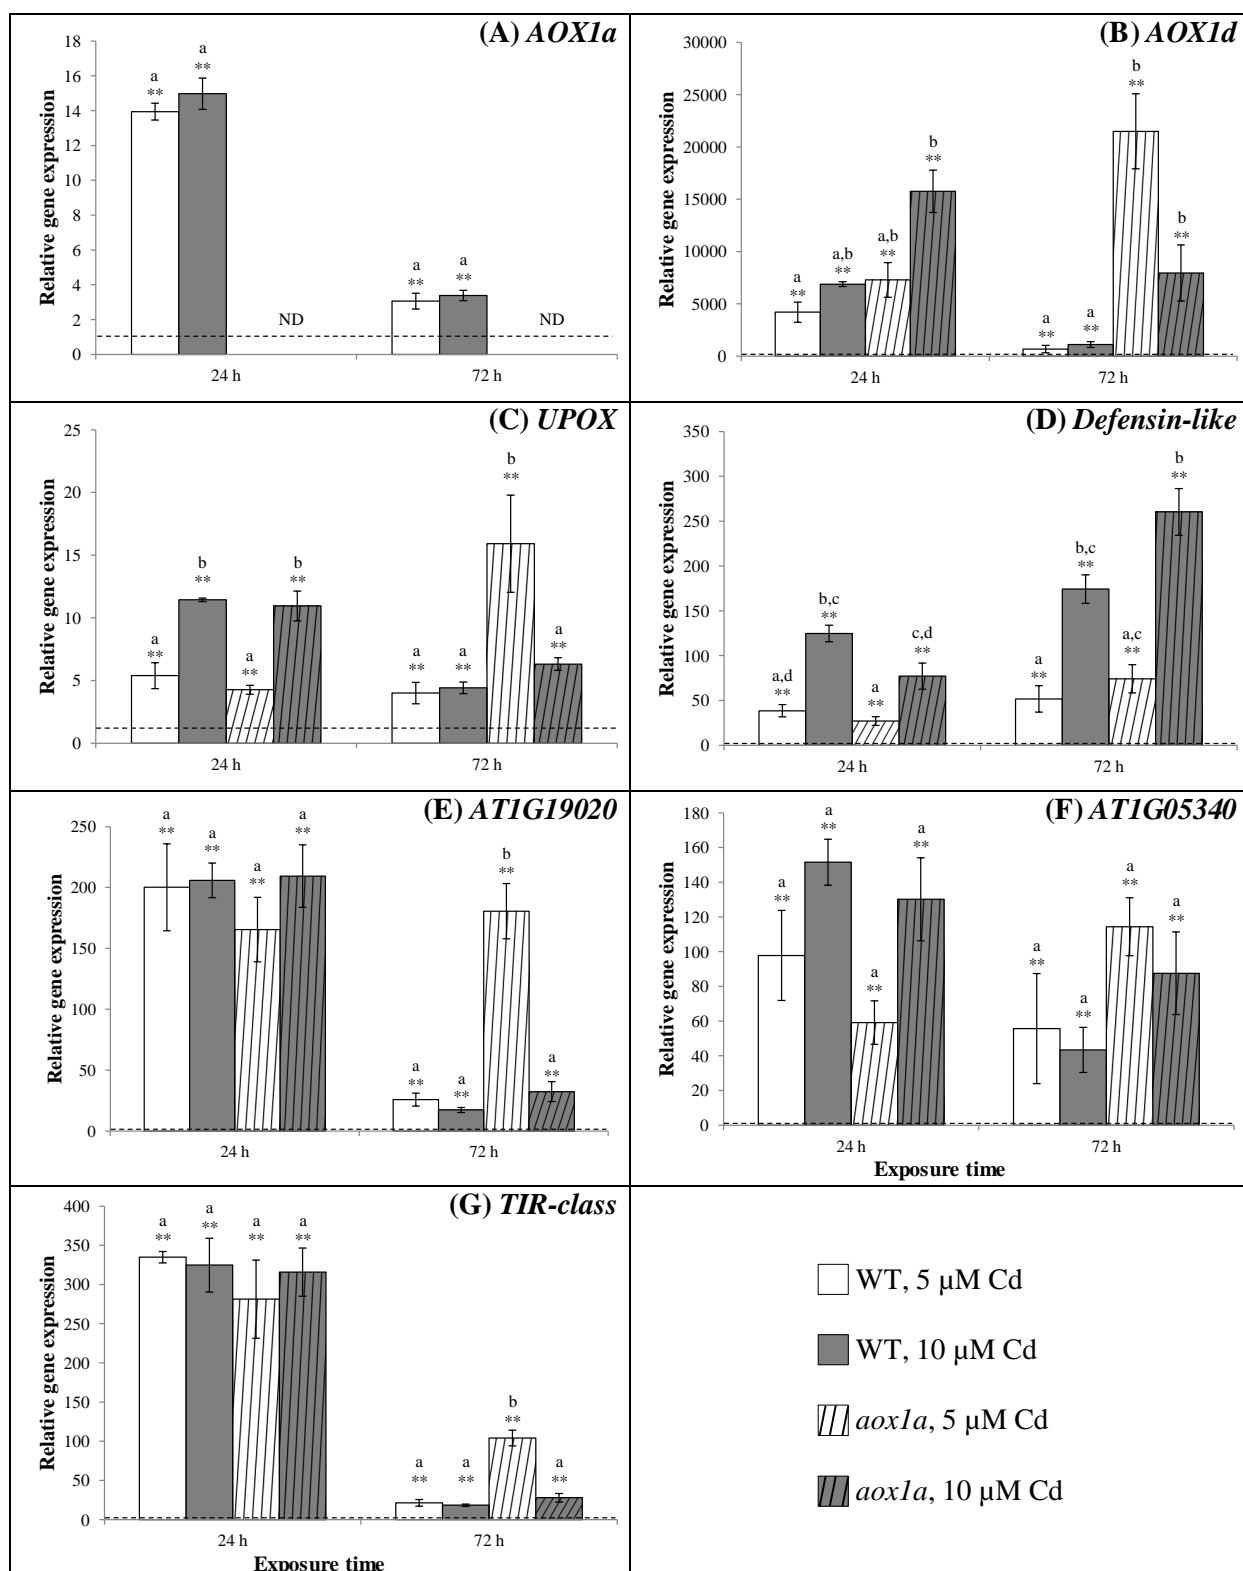 (A) AOX1a
Relative gene expression
18
16
14
12
10
8
6
4
2
0
a
**
a
**
ND
a
**
a
**
ND
24 h
72 h
(B) AOX1d
Relative gene expression
30000
25000
20000
15000
10000
5000
0
a
**
a,b
**
a,b
**
b
**
a
**
a
**
b
**
b
**
24 h
72 h
(C) UPOX
Relative gene expression
25
20
15
10
5
0
a
**
b
**
a
**
b
**
a
**
a
**
b
**
a
**
24 h
72 h
(D) Defensin-like
Relative gene expression
350
300
250
200
150
100
50
0
a,d
**
b,c
**
a
**
c,d
**
a
**
b,c
**
a,c
**
b
**
24 h
72 h
(E) AT1G19020
Relative gene expression
250
200
150
100
50
0
a
**
a
**
a
**
a
**
a
**
a
**
b
**
a
**
24 h
72 h
(F) AT1G05340
Relative gene expression
180
160
140
120
100
80
60
40
20
0
a
**
a
**
a
**
a
**
a
**
a
**
a
**
a
**
24 h
72 h
Exposure time
(G) TIR-class
Relative gene expression
400
350
300
250
200
150
100
50
0
a
**
a
**
a
**
a
**
a
**
a
**
b
**
a
**
24 h
72 h
Exposure time
WT, 5 µM Cd
WT, 10 µM Cd
aox1a, 5 µM Cd
aox1a, 10 µM Cd